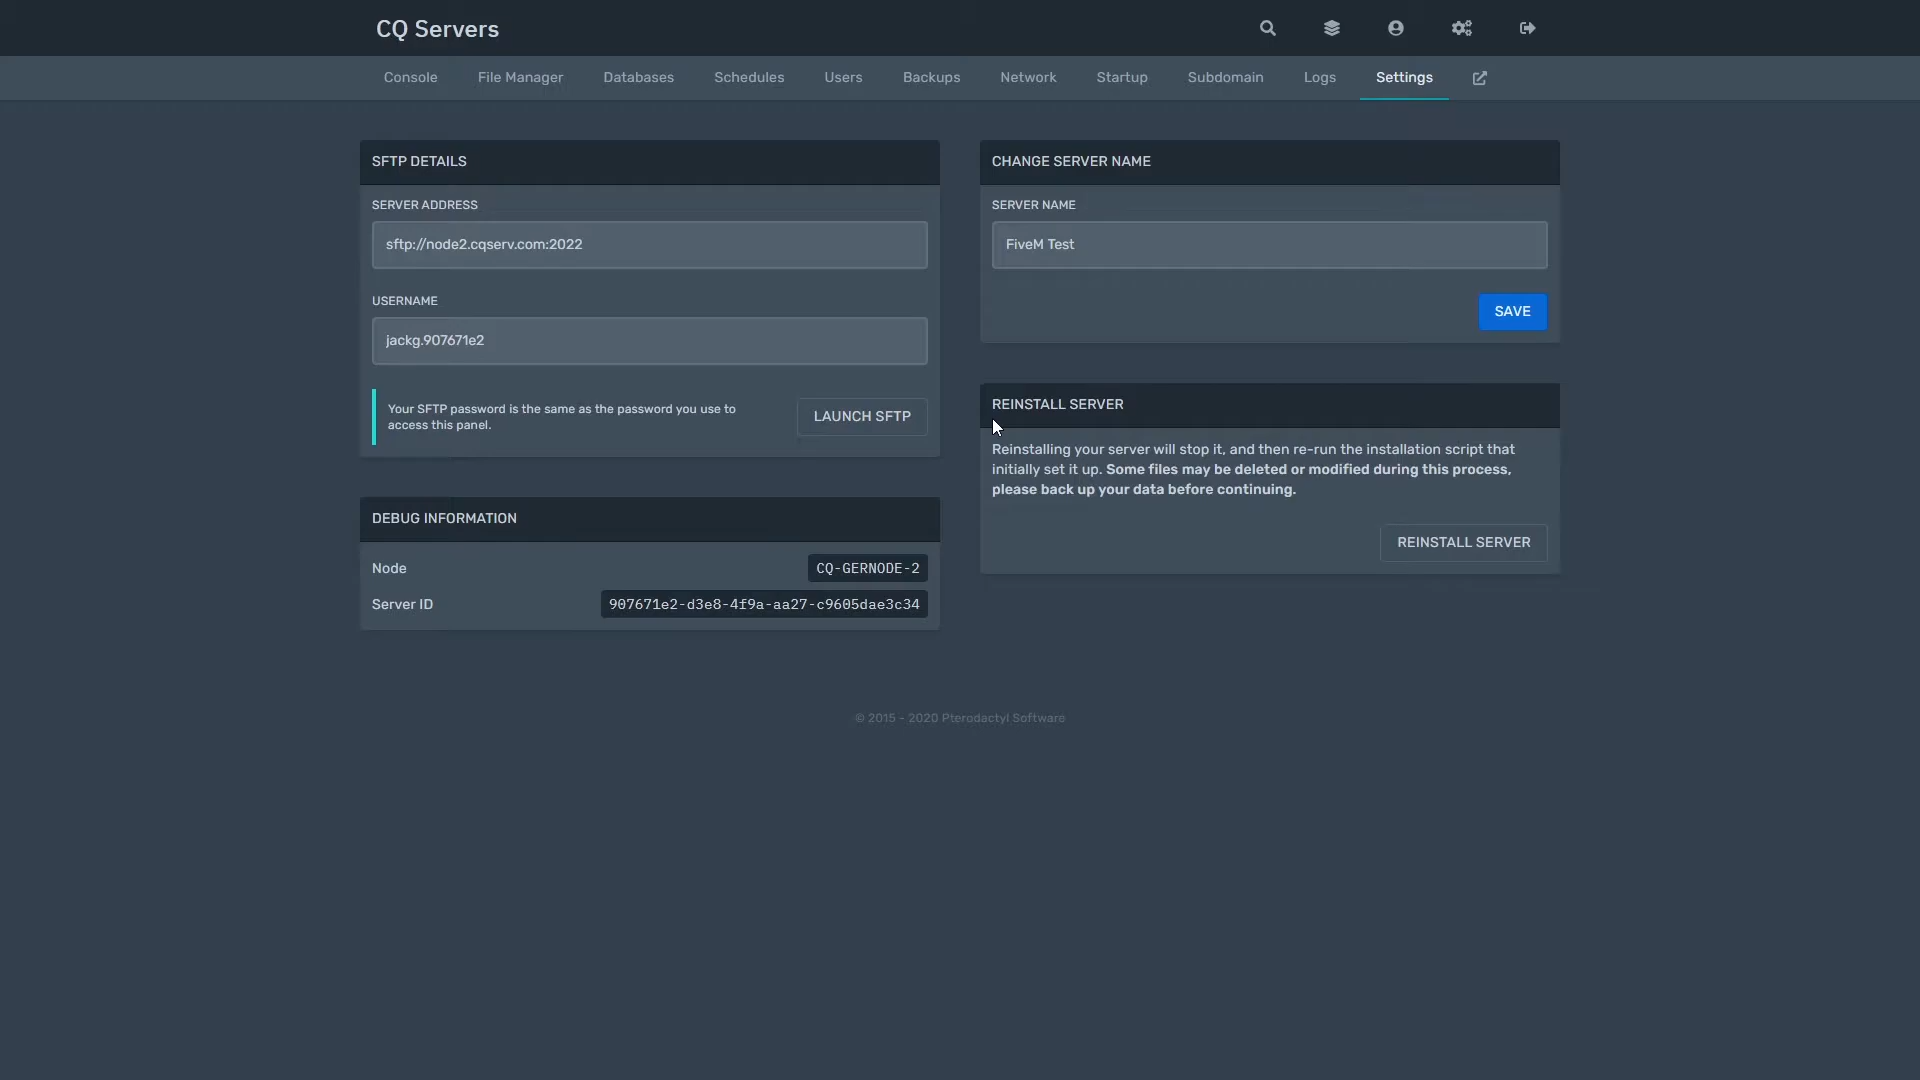 CQ Servers
Console
File Manager
Databases
Schedules
Users
Backups
Network
Startup
Subdomain
Logs
Settings
SFTP DETAILS
SERVER ADDRESS
sftp://node2.cqserv.com:2022
USERNAME
jackg.907671e2
Your SFTP password is the same as the password you use to
access this panel.
LAUNCH SFTP
DEBUG INFORMATION
Node
CQ-GERNODE-2
Server ID
907671e2-d3e8-4f9a-aa27-c9605dae3c34
CHANGE SERVER NAME
SERVER NAME
FiveM Test
SAVE
REINSTALL SERVER
Reinstalling your server will stop it, and then re-run the installation script that
initially set it up. Some files may be deleted or modified during this process,
please back up your data before continuing.
REINSTALL SERVER
© 2015 - 2020 Pterodactyl Software